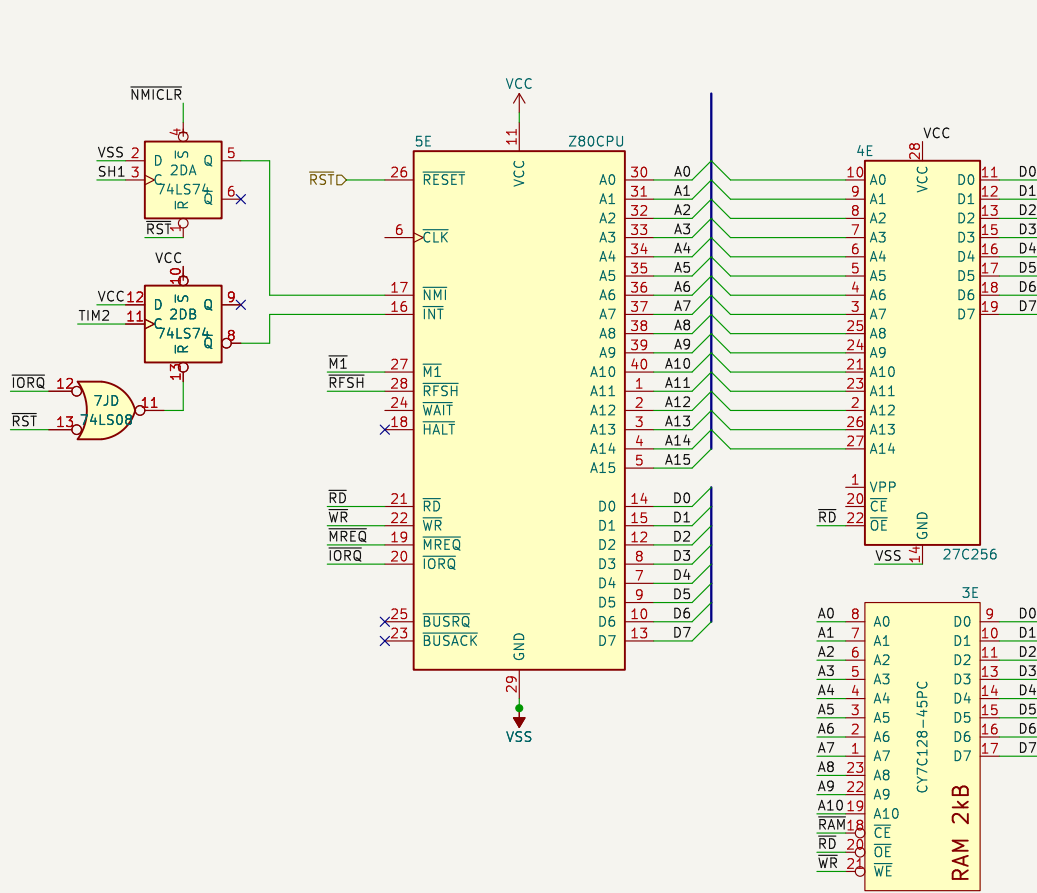 NMICLR
4
VSS 2 D S Q 5
2DA
SH1 3 C 74LS74
Q 6
R
RST 1
VCC
10
VCC 12 D S Q 9
2DB
TIM2 11 C 74LS74
Q 8
R
13
IORQ 12
7JD 11
74LS08
RST 13
VCC
11
5E Z80CPU
VCC
RST 26 RESET
6 CLK
17 NMI
16 INT
M1 27 M1
RFSH 28 RFSH
24 WAIT
18 HALT
RD 21 RD
WR 22 WR
MREQ 19 MREQ
IORQ 20 IORQ
25 BUSRQ
23 BUSACK
GND
29
VSS
A0 30 A0
A1 31 A1
A2 32 A2
A3 33 A3
A4 34 A4
A5 35 A5
A6 36 A6
A7 37 A7
A8 38 A8
A9 39 A9
A10 40 A10
A11 1 A11
A12 2 A12
A13 3 A13
A14 4 A14
A15 5 A15
D0 14 D0
D1 15 D1
D2 12 D2
D3 8 D3
D4 7 D4
D5 9 D5
D6 10 D6
D7 13 D7
VCC
28
4E
VCC
10 A0 D0 11 D0
9 A1 D1 12 D1
8 A2 D2 13 D2
7 A3 D3 15 D3
6 A4 D4 16 D4
5 A5 D5 17 D5
4 A6 D6 18 D6
3 A7 D7 19 D7
25 A8
24 A9
21 A10
23 A11
2 A12
26 A13
27 A14
1 VPP
20 CE
RD 22 OE
GND
VSS 14 27C256
3E
A0 8 A0 D0 9 D0
A1 7 A1 D1 10 D1
A2 6 A2 D2 11 D2
A3 5 A3 D3 13 D3
A4 4 A4 D4 14 D4
A5 3 A5 D5 15 D5
A6 2 A6 D6 16 D6
A7 1 A7 D7 17 D7
A8 23 A8
A9 22 A9
A10 19 A10
RAM 18 CE
RD 20 OE
WR 21 WE
CY7C128-45PC
RAM 2kB